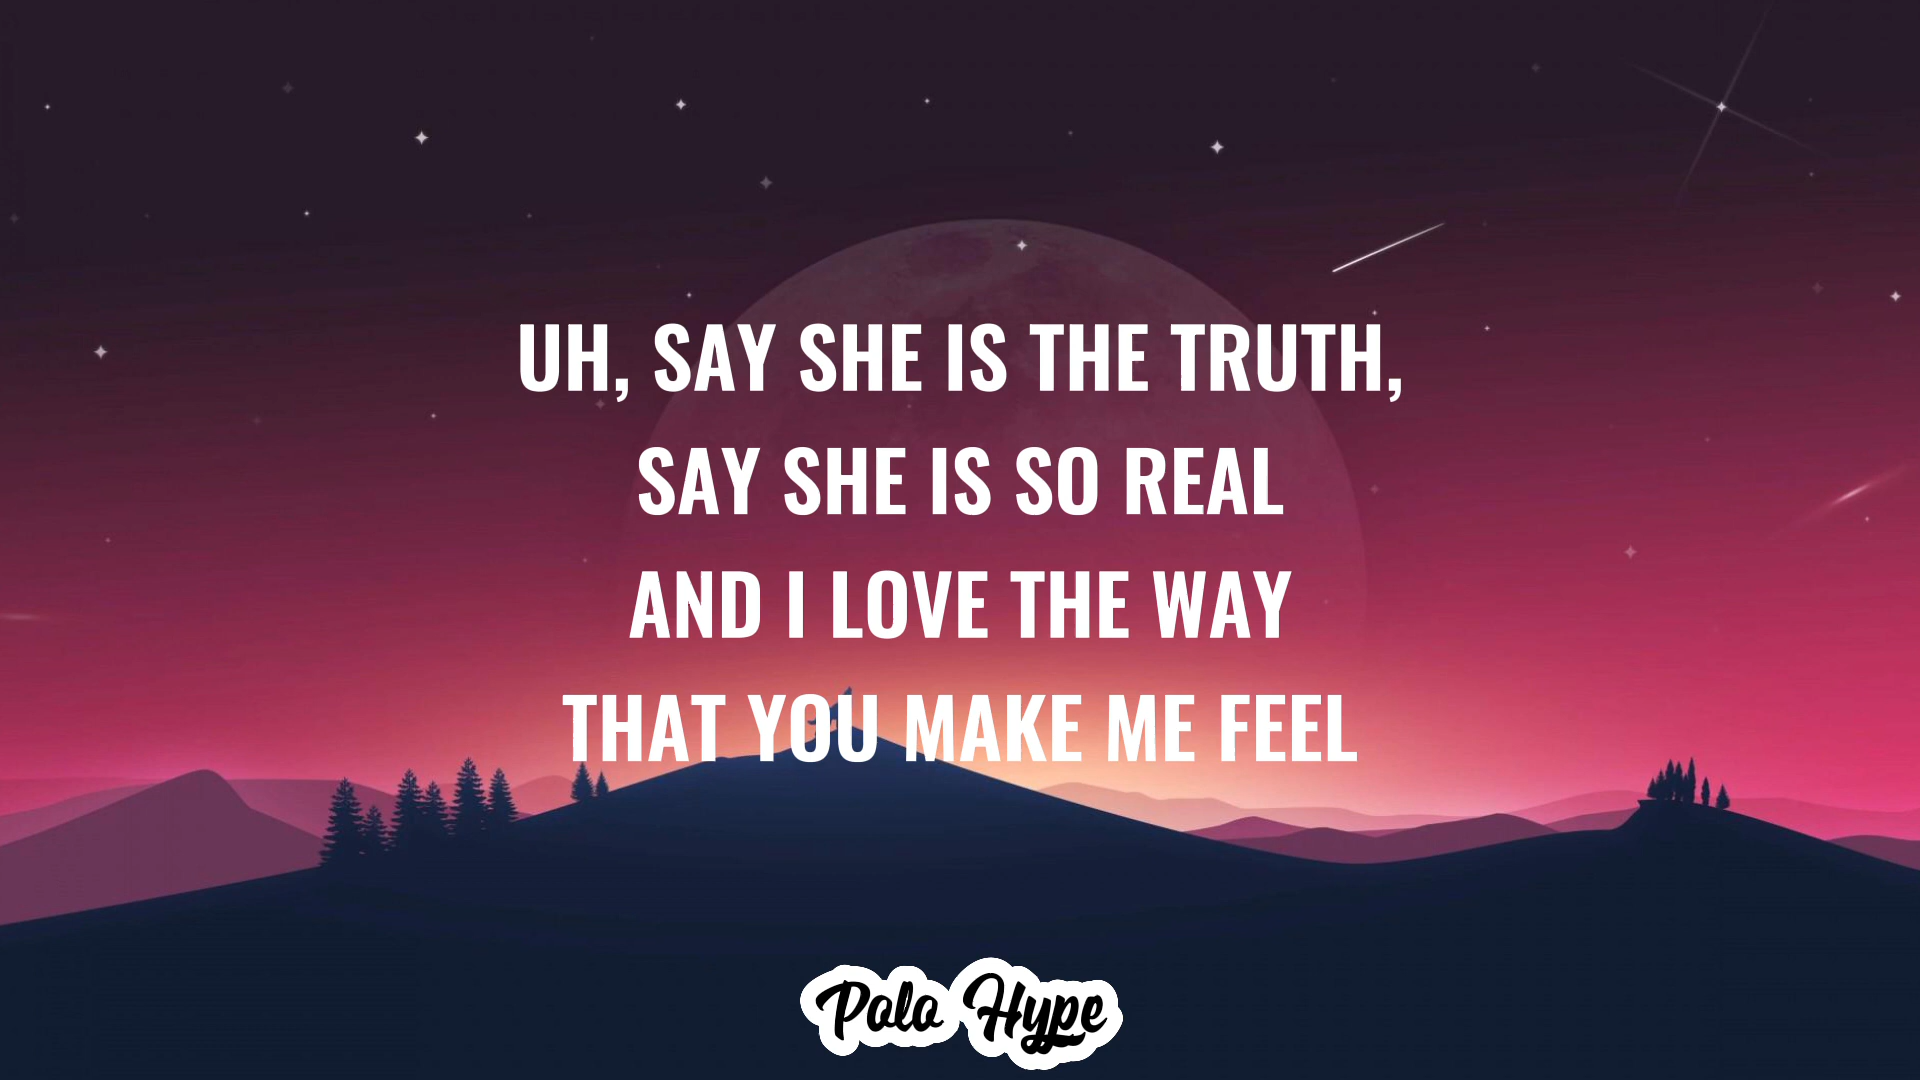 UH, SAY SHE IS THE TRUTH,
SAY SHE IS SO REAL
AND I LOVE THE WAY
THAT YOU MAKE ME FEEL
Polo Hype